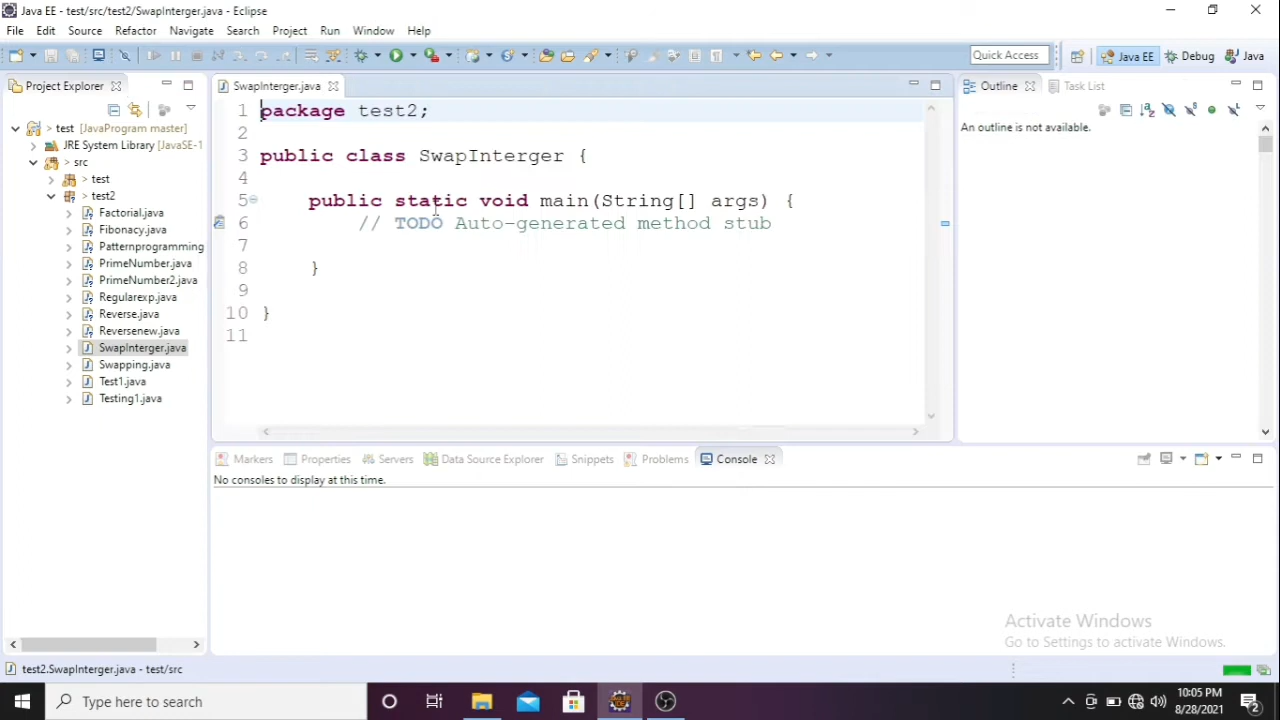 Java EE - test/src/test2/SwapInterger.java - Eclipse
File Edit Source Refactor Navigate Search Project Run Window Help
Quick Access Java EE Debug Java
Project Explorer
SwapInterger.java
Outline Task List
An outline is not available.
> test [JavaProgram master]
JRE System Library [JavaSE-1
> src
> test
> test2
Factorial.java
Fibonacy.java
Patternprogramming
PrimeNumber.java
PrimeNumber2.java
Regularexp.java
Reverse.java
Reversenew.java
SwapInterger.java
Swapping.java
Test1.java
Testing1.java
1 package test2;
2
3 public class SwapInterger {
4
5 public static void main(String[] args) {
6 // TODO Auto-generated method stub
7
8 }
9
10 }
11
Markers Properties Servers Data Source Explorer Snippets Problems Console
No consoles to display at this time.
Activate Windows
Go to Settings to activate Windows.
test2.SwapInterger.java - test/src
Type here to search
10:05 PM
8/28/2021
2